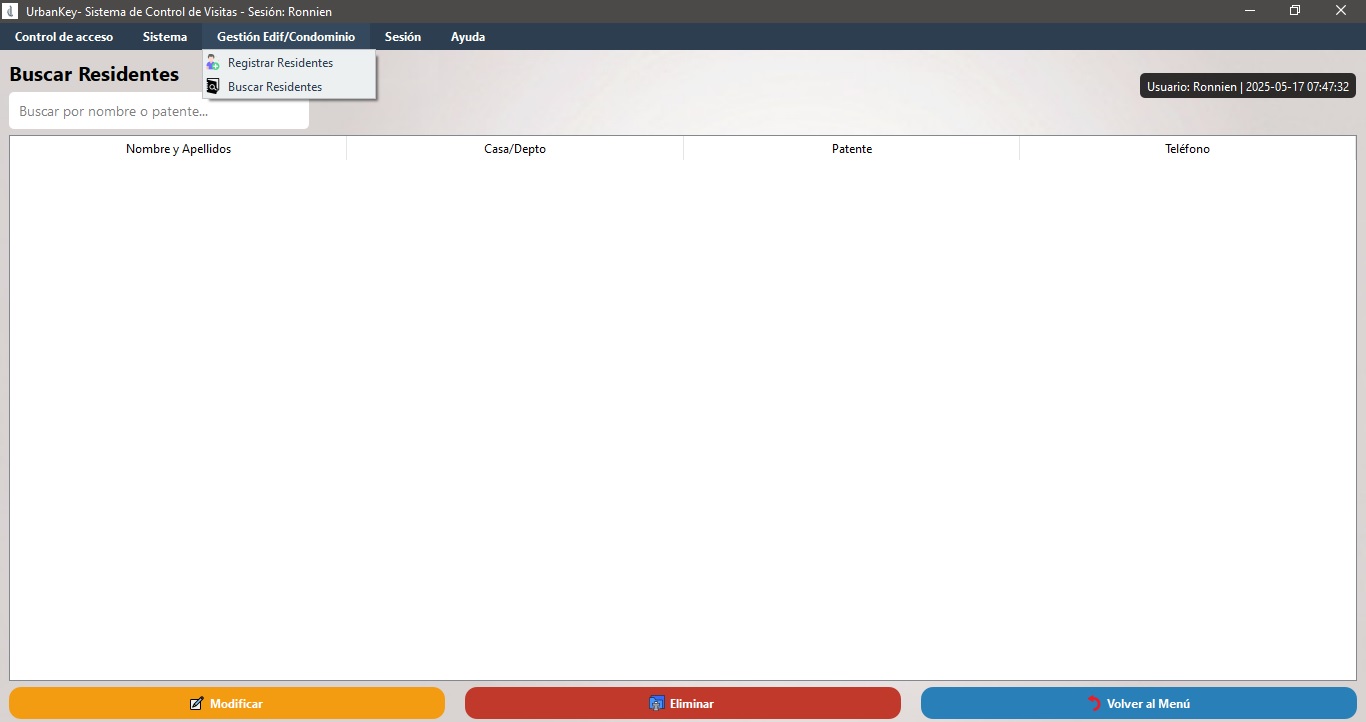 UrbanKey- Sistema de Control de Visitas - Sesión: Ronnien
Control de acceso Sistema Gestión Edif/Condominio Sesión Ayuda
Registrar Residentes
Buscar Residentes
Buscar Residentes
Usuario: Ronnien | 2025-05-17 07:47:32
Buscar por nombre o patente...
Nombre y Apellidos Casa/Depto Patente Teléfono
Modificar Eliminar Volver al Menú